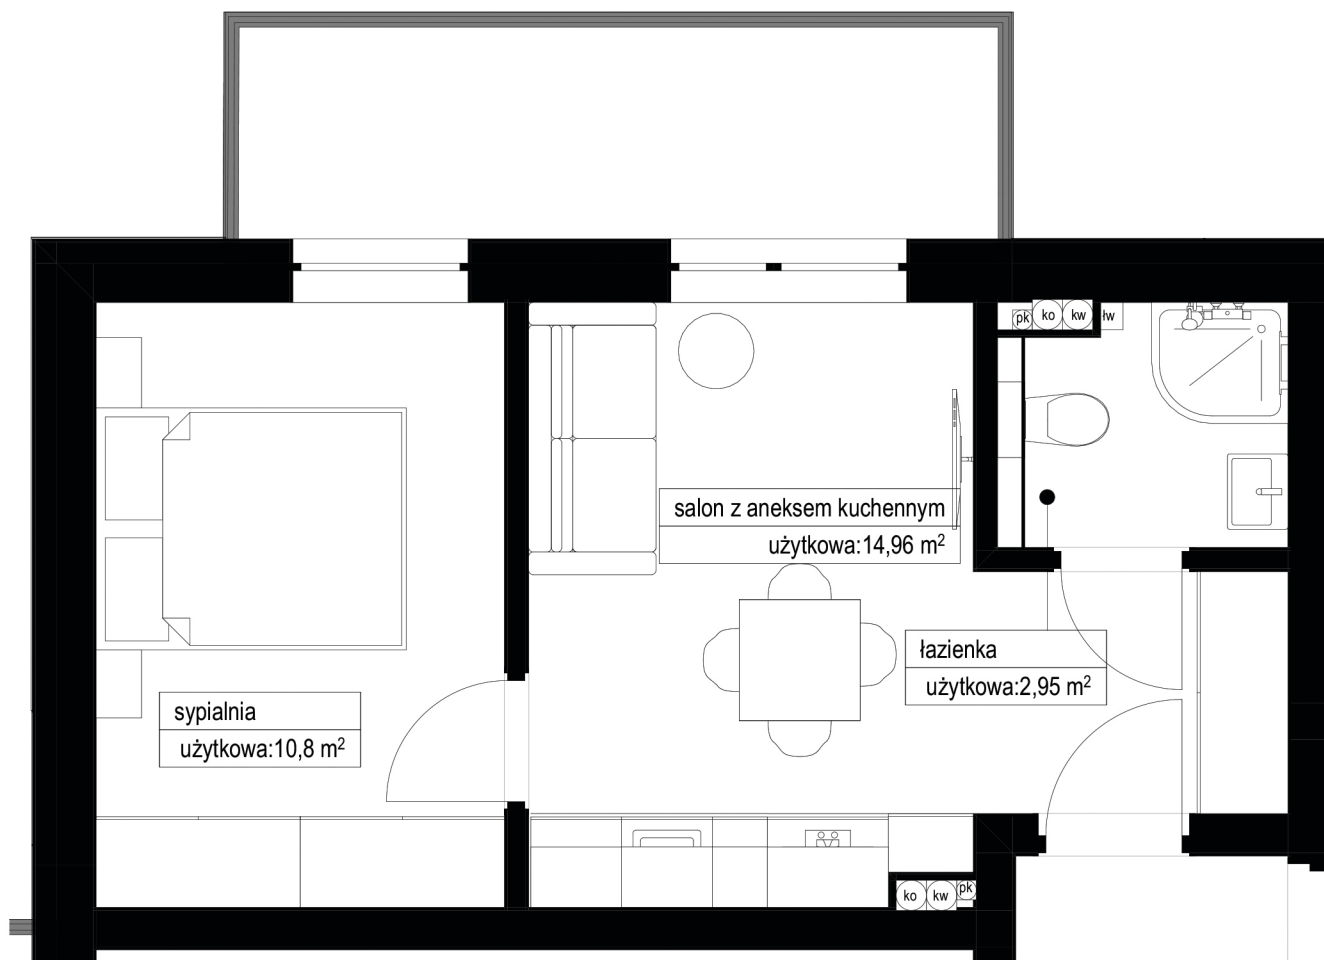 pk
ko
kw
łw
salon z aneksem kuchennym
użytkowa:14,96 m²
łazienka
użytkowa:2,95 m²
sypialnia
użytkowa:10,8 m²
ko
kw
pk